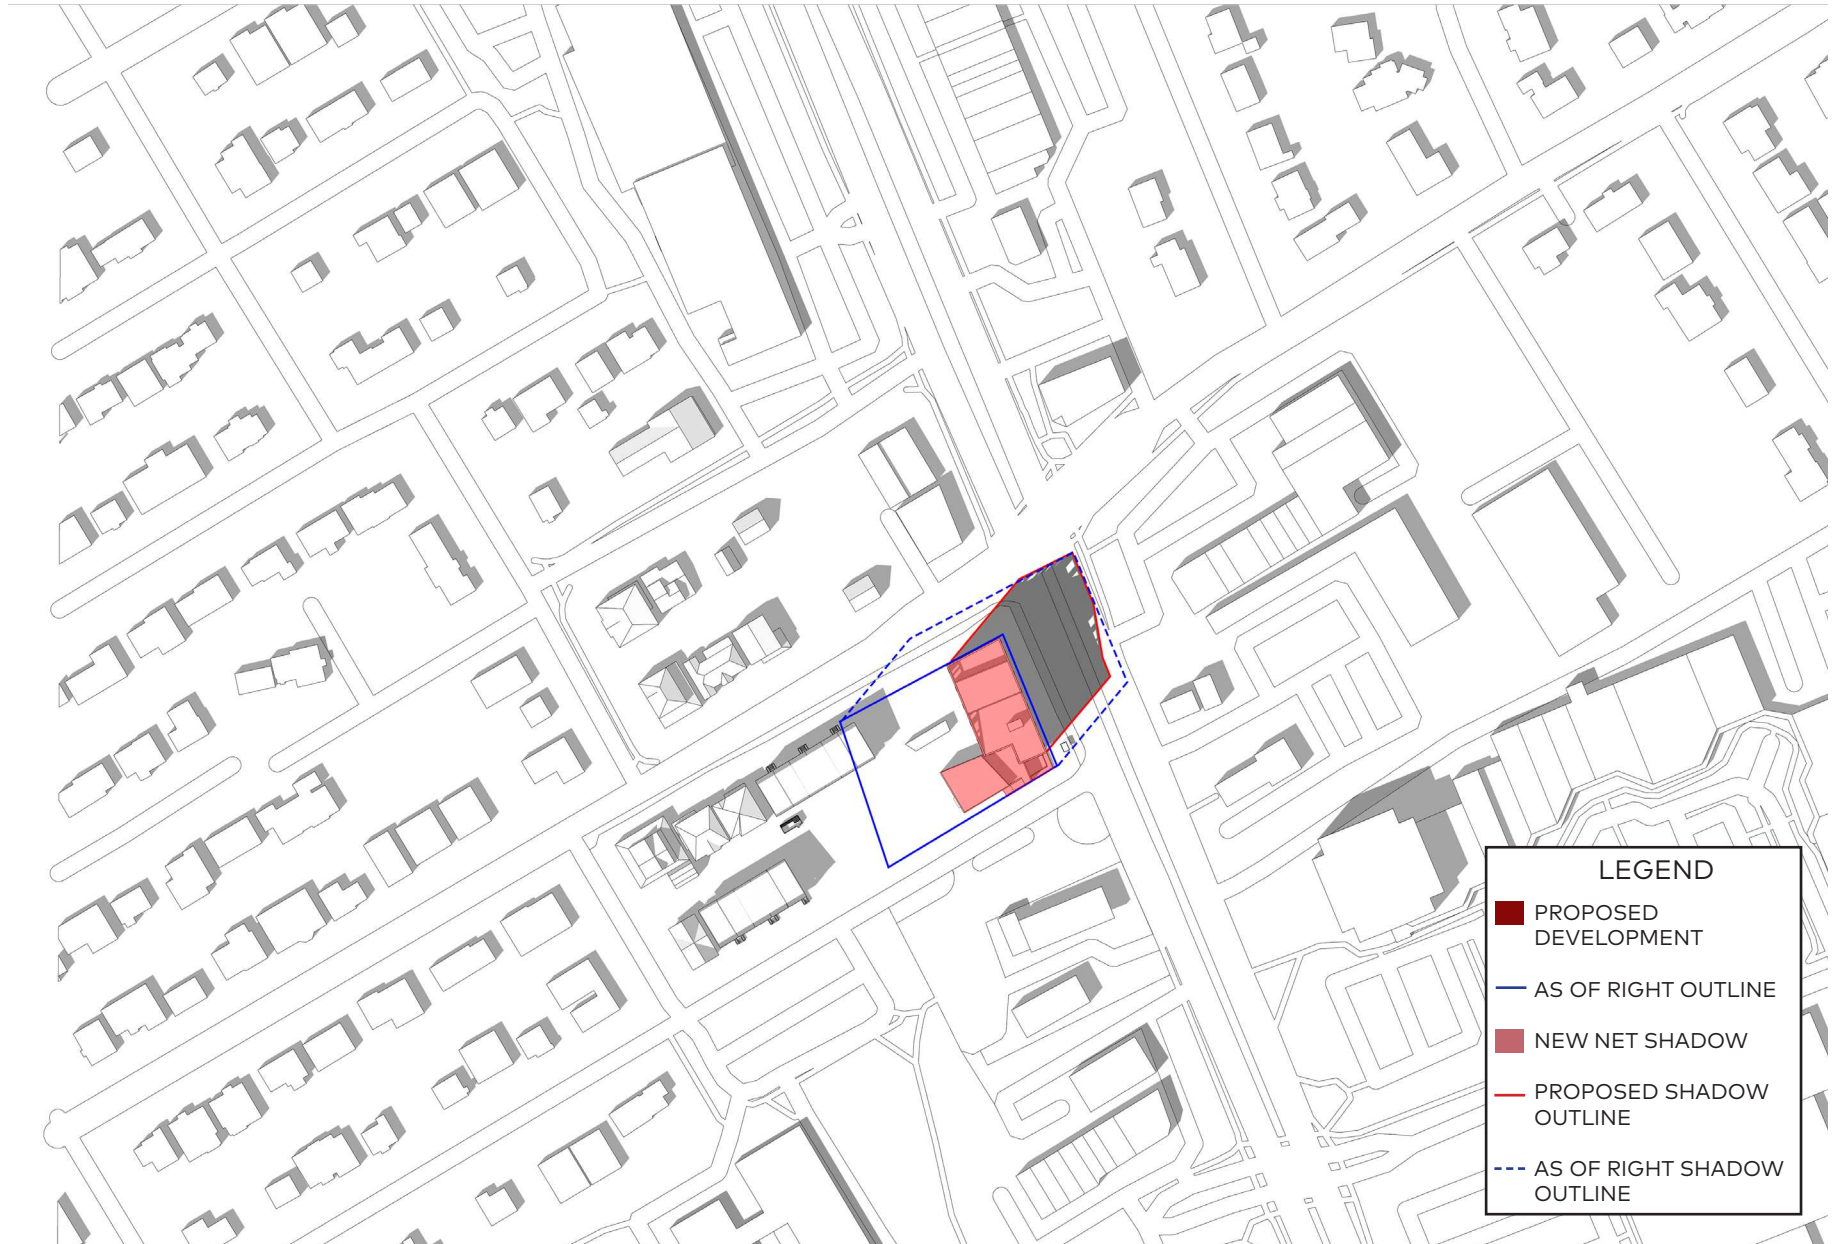 LEGEND
PROPOSED
DEVELOPMENT
AS OF RIGHT OUTLINE
NEW NET SHADOW
PROPOSED SHADOW
OUTLINE
AS OF RIGHT SHADOW
OUTLINE